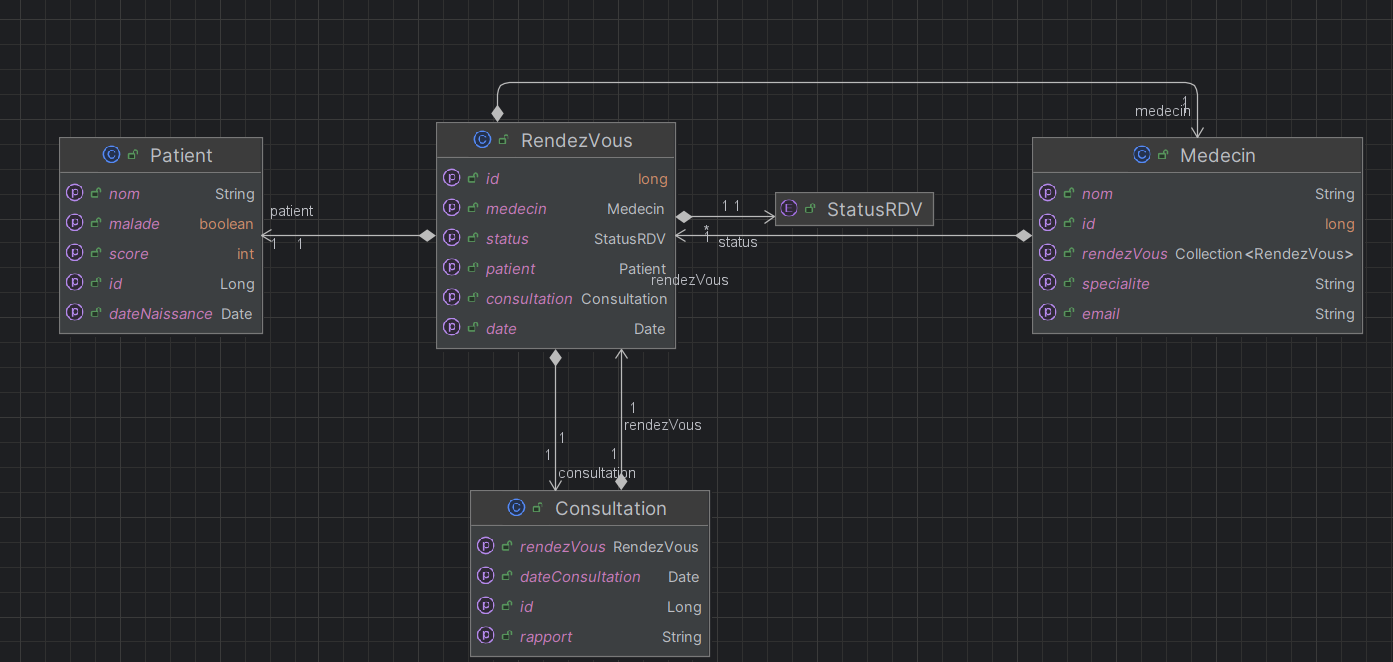 Patient
nom String
malade boolean
score int
id Long
dateNaissance Date
patient
1 1
RendezVous
id long
medecin Medecin
status StatusRDV
patient Patient
consultation Consultation
date Date
medecin
1
1 1
StatusRDV
*
1
status
rendezVous
Medecin
nom String
id long
rendezVous Collection<RendezVous>
specialite String
email String
1
rendezVous
1
1
1
consultation
Consultation
rendezVous RendezVous
dateConsultation Date
id Long
rapport String